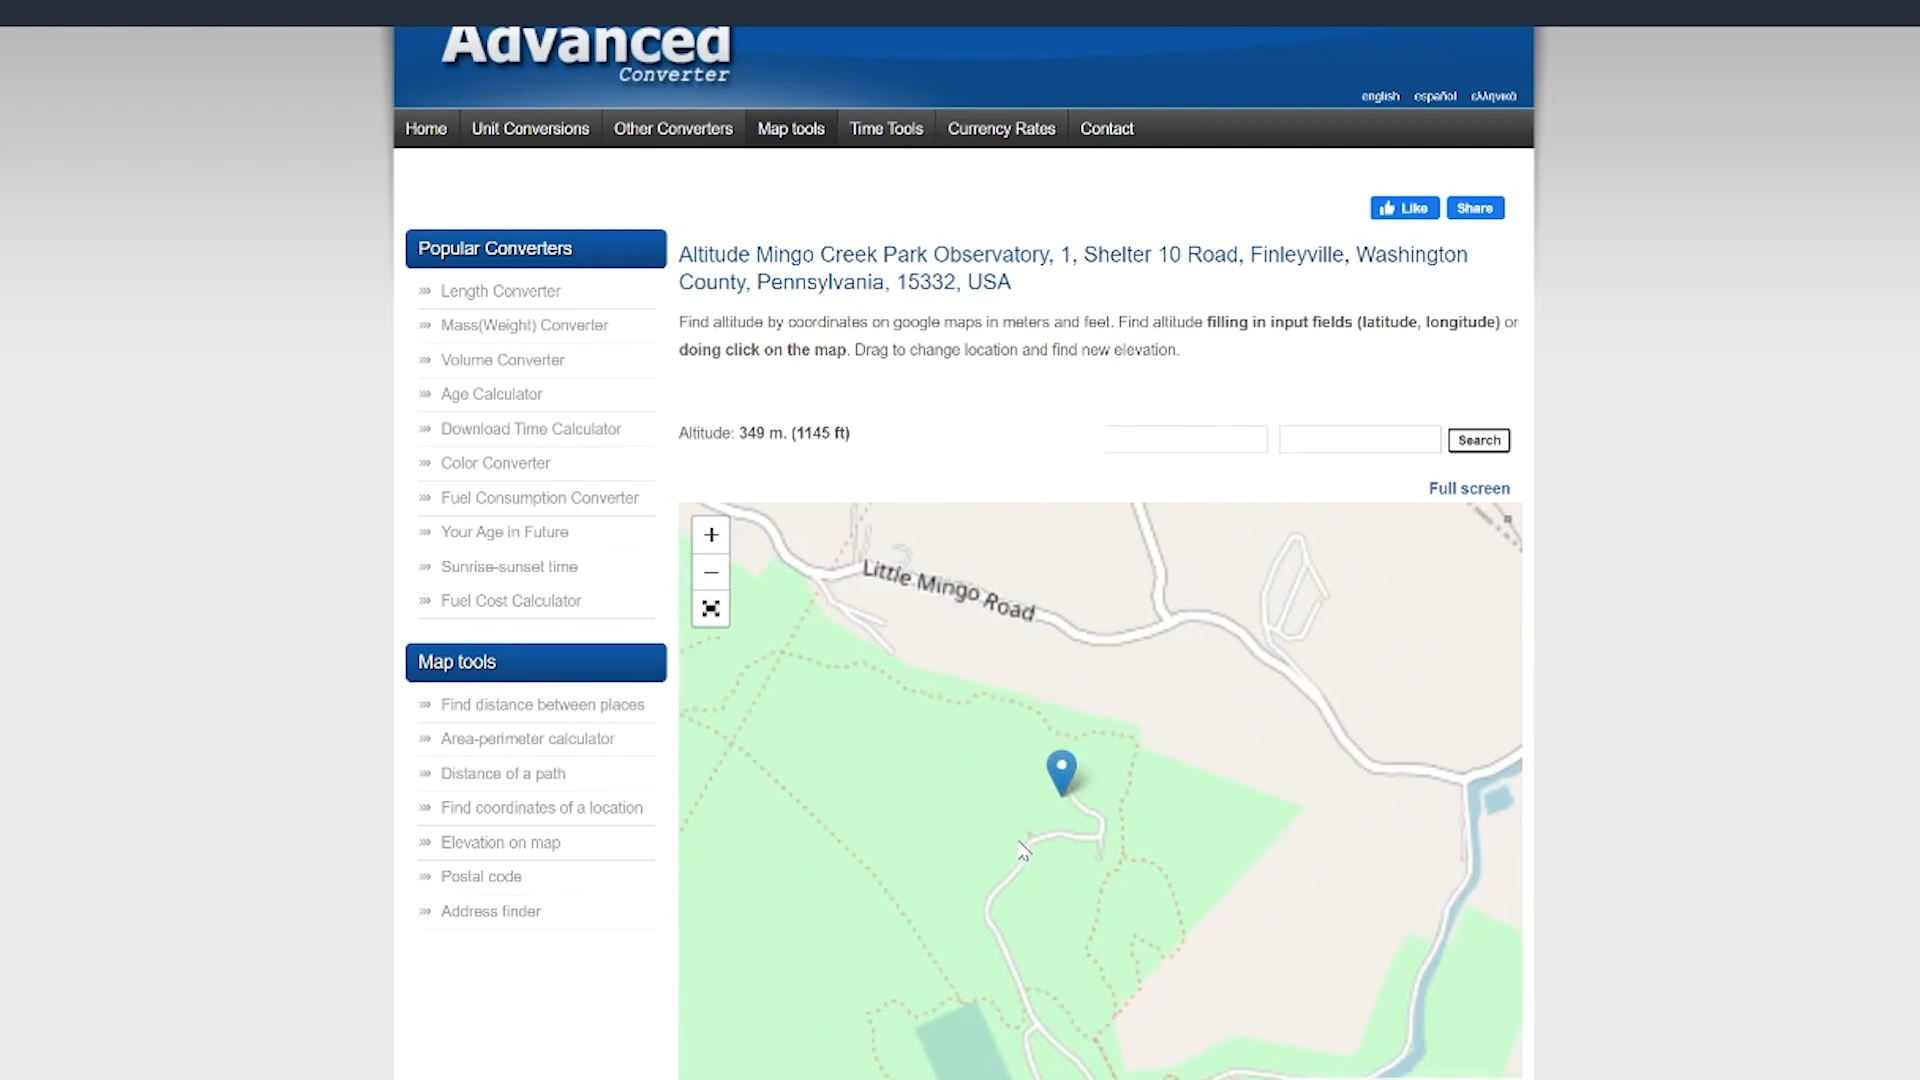 Advanced
Converter
english español ελληνικά
Home Unit Conversions Other Converters Map tools Time Tools Currency Rates Contact
Like Share
Popular Converters
Length Converter
Mass(Weight) Converter
Volume Converter
Age Calculator
Download Time Calculator
Color Converter
Fuel Consumption Converter
Your Age in Future
Sunrise-sunset time
Fuel Cost Calculator
Map tools
Find distance between places
Area-perimeter calculator
Distance of a path
Find coordinates of a location
Elevation on map
Postal code
Address finder
Altitude Mingo Creek Park Observatory, 1, Shelter 10 Road, Finleyville, Washington
County, Pennsylvania, 15332, USA
Find altitude by coordinates on google maps in meters and feet. Find altitude filling in input fields (latitude, longitude) or
doing click on the map. Drag to change location and find new elevation.
Altitude: 349 m. (1145 ft)
Search
Full screen
+
−
Little Mingo Road